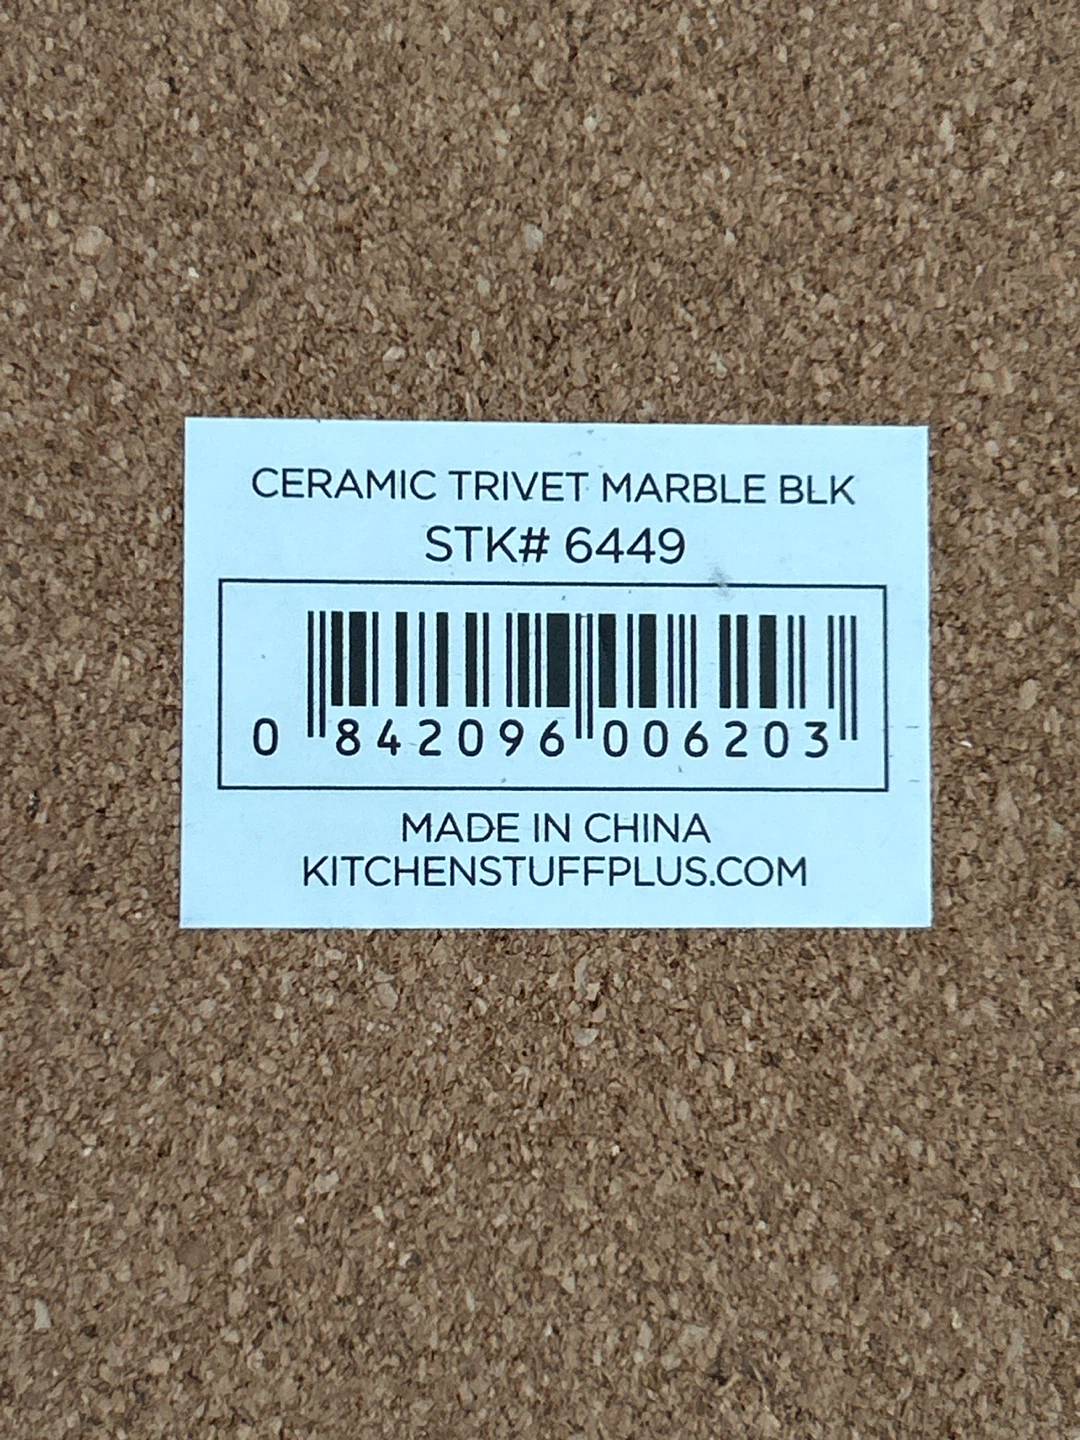 CERAMIC TRIVET MARBLE BLK
STK# 6449
0 842096 006203
MADE IN CHINA
KITCHENSTUFFPLUS.COM